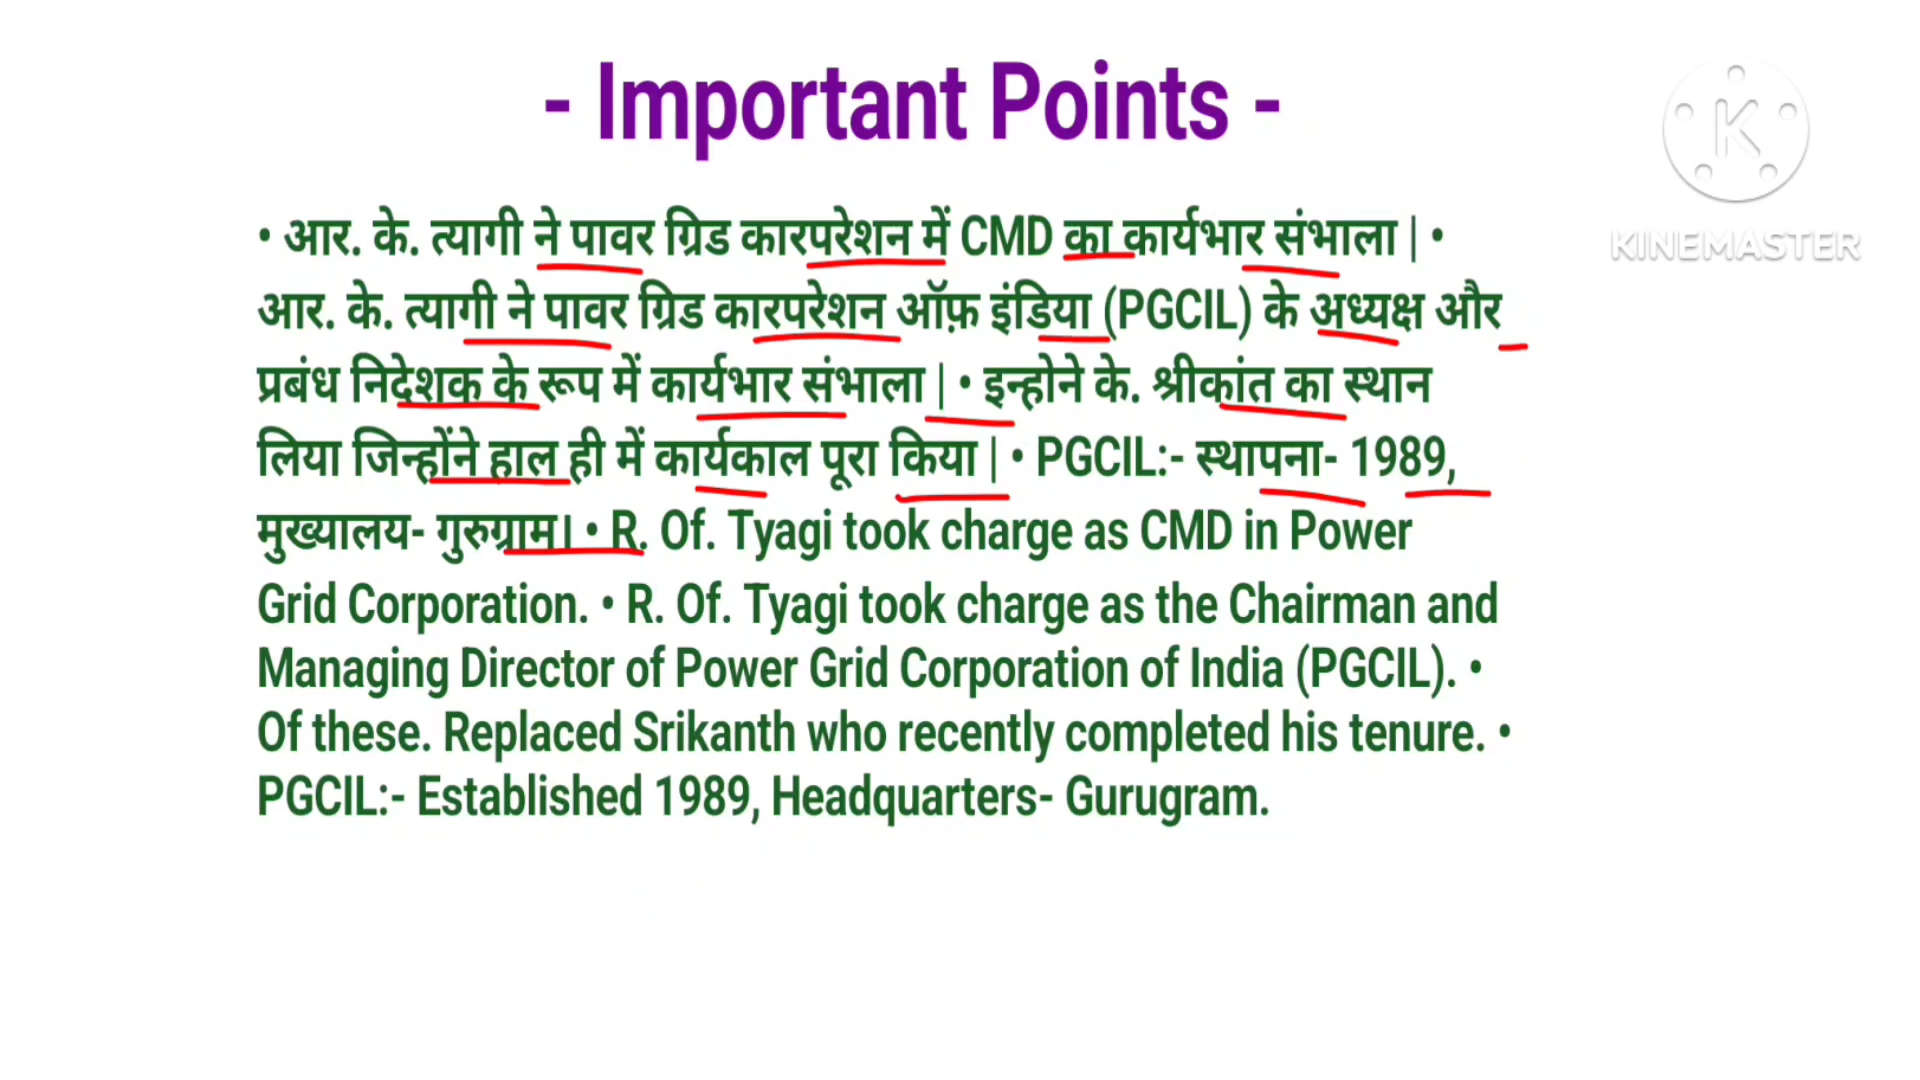 - Important Points -
KINEMASTER
• आर. के. त्यागी ने पावर ग्रिड कारपरेशन में CMD का कार्यभार संभाला | •
आर. के. त्यागी ने पावर ग्रिड कारपरेशन ऑफ़ इंडिया (PGCIL) के अध्यक्ष और
प्रबंध निदेशक के रूप में कार्यभार संभाला | • इन्होने के. श्रीकांत का स्थान
लिया जिन्होंने हाल ही में कार्यकाल पूरा किया | • PGCIL:- स्थापना- 1989,
मुख्यालय- गुरुग्राम। • R. Of. Tyagi took charge as CMD in Power
Grid Corporation. • R. Of. Tyagi took charge as the Chairman and
Managing Director of Power Grid Corporation of India (PGCIL). •
Of these. Replaced Srikanth who recently completed his tenure. •
PGCIL:- Established 1989, Headquarters- Gurugram.